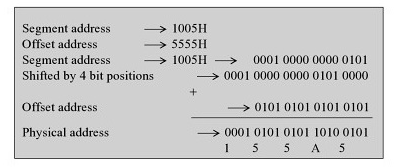 Segment address → 1005H
Offset address → 5555H
Segment address → 1005H → 0001 0000 0000 0101
Shifted by 4 bit positions → 0001 0000 0000 0101 0000
+
Offset address → 0101 0101 0101 0101
Physical address → 0001 0101 0101 1010 0101
1 5 5 A 5